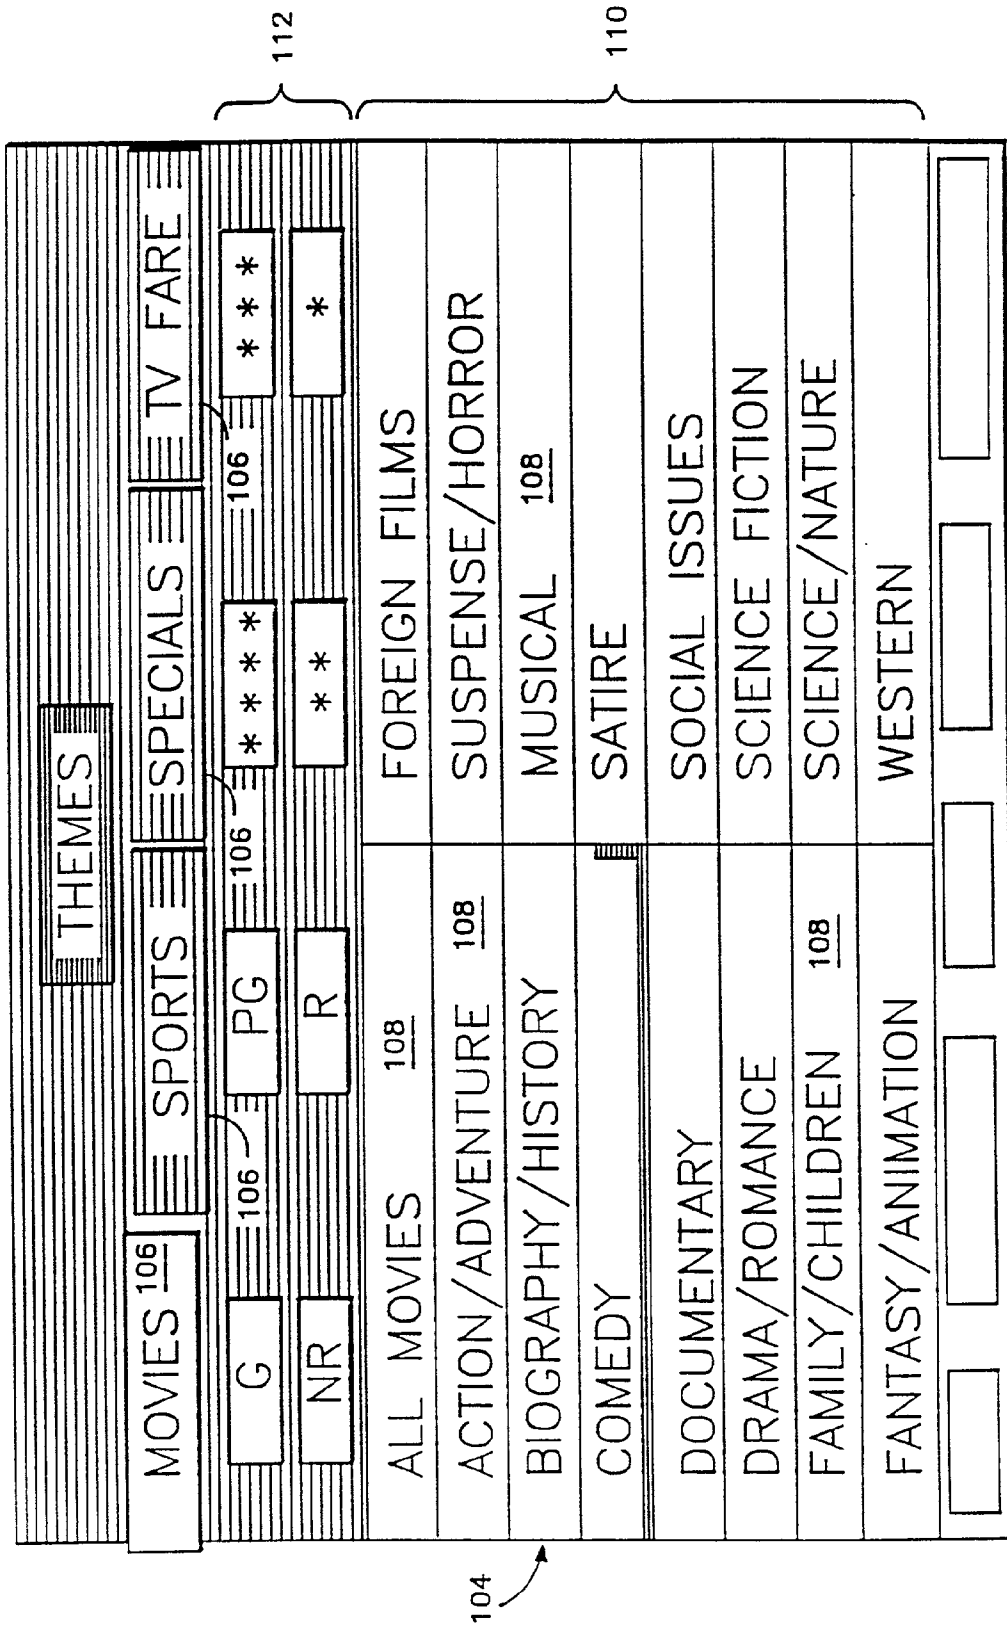 THEMES
MOVIES 106 SPORTS SPECIALS TV FARE
G 106 PG 106 **** 106 ***
NR R ** *
112
ALL MOVIES 108 FOREIGN FILMS
ACTION/ADVENTURE 108 SUSPENSE/HORROR
BIOGRAPHY/HISTORY MUSICAL 108
COMEDY SATIRE
DOCUMENTARY SOCIAL ISSUES
DRAMA/ROMANCE SCIENCE FICTION
FAMILY/CHILDREN 108 SCIENCE/NATURE
FANTASY/ANIMATION WESTERN
110
104